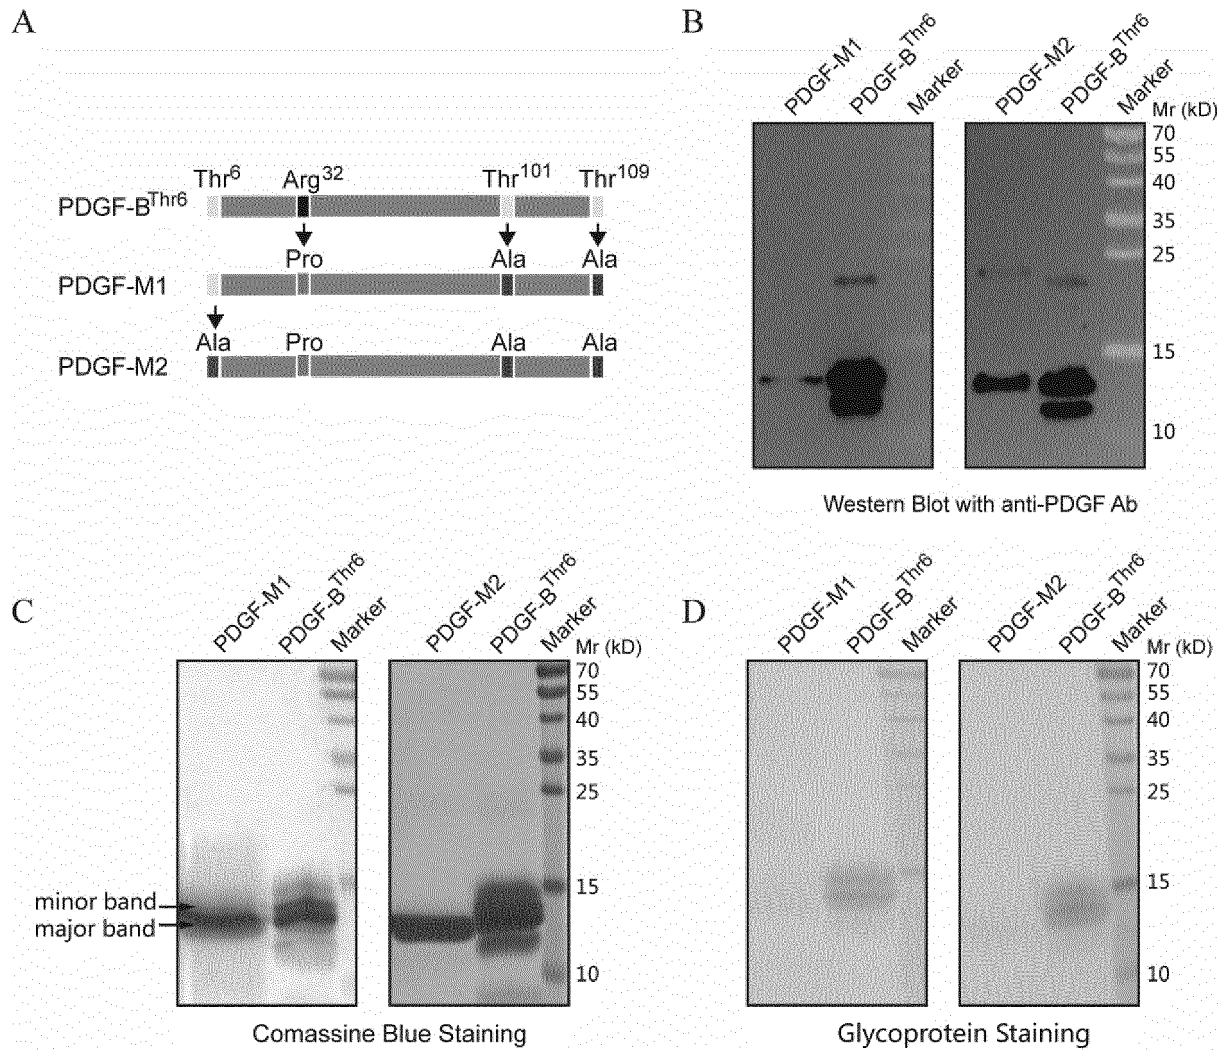 A
Thr6 Arg32 Thr101 Thr109
PDGF-BThr6
Pro Ala Ala
PDGF-M1
Ala Pro Ala Ala
PDGF-M2
B
PDGF-M1 PDGF-BThr6 Marker PDGF-M2 PDGF-BThr6 Marker
Mr (kD)
70
55
40
35
25
15
10
Western Blot with anti-PDGF Ab
C
PDGF-M1 PDGF-BThr6 Marker PDGF-M2 PDGF-BThr6 Marker
Mr (kD)
70
55
40
35
25
15
10
minor band
major band
Comassine Blue Staining
D
PDGF-M1 PDGF-BThr6 Marker PDGF-M2 PDGF-BThr6 Marker
Mr (kD)
70
55
40
35
25
15
10
Glycoprotein Staining